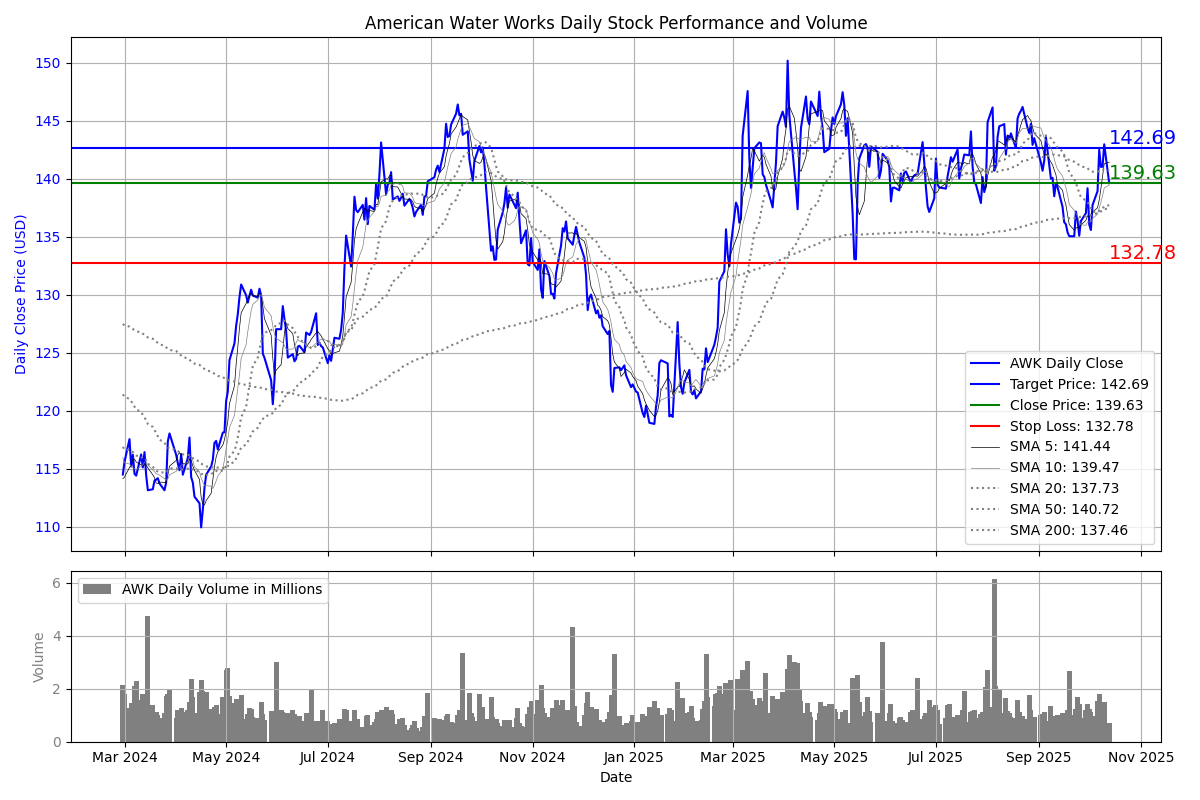 American Water Works Daily Stock Performance and Volume
Daily Close Price (USD)
150
145
140
135
130
125
120
115
110
142.69
139.63
132.78
AWK Daily Close
Target Price: 142.69
Close Price: 139.63
Stop Loss: 132.78
SMA 5: 141.44
SMA 10: 139.47
SMA 20: 137.73
SMA 50: 140.72
SMA 200: 137.46
Volume
6
4
2
0
AWK Daily Volume in Millions
Mar 2024 May 2024 Jul 2024 Sep 2024 Nov 2024 Jan 2025 Mar 2025 May 2025 Jul 2025 Sep 2025 Nov 2025
Date